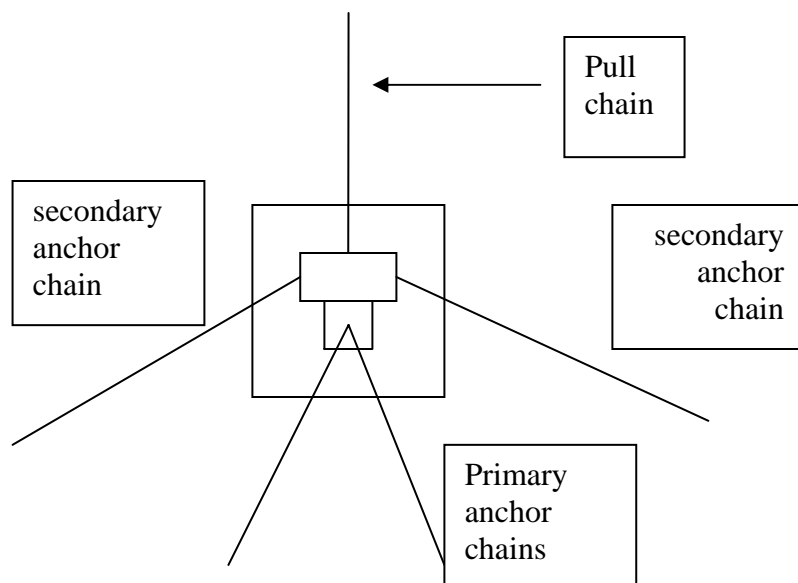 Pull
chain
secondary
anchor
chain
secondary
anchor
chain
Primary
anchor
chains